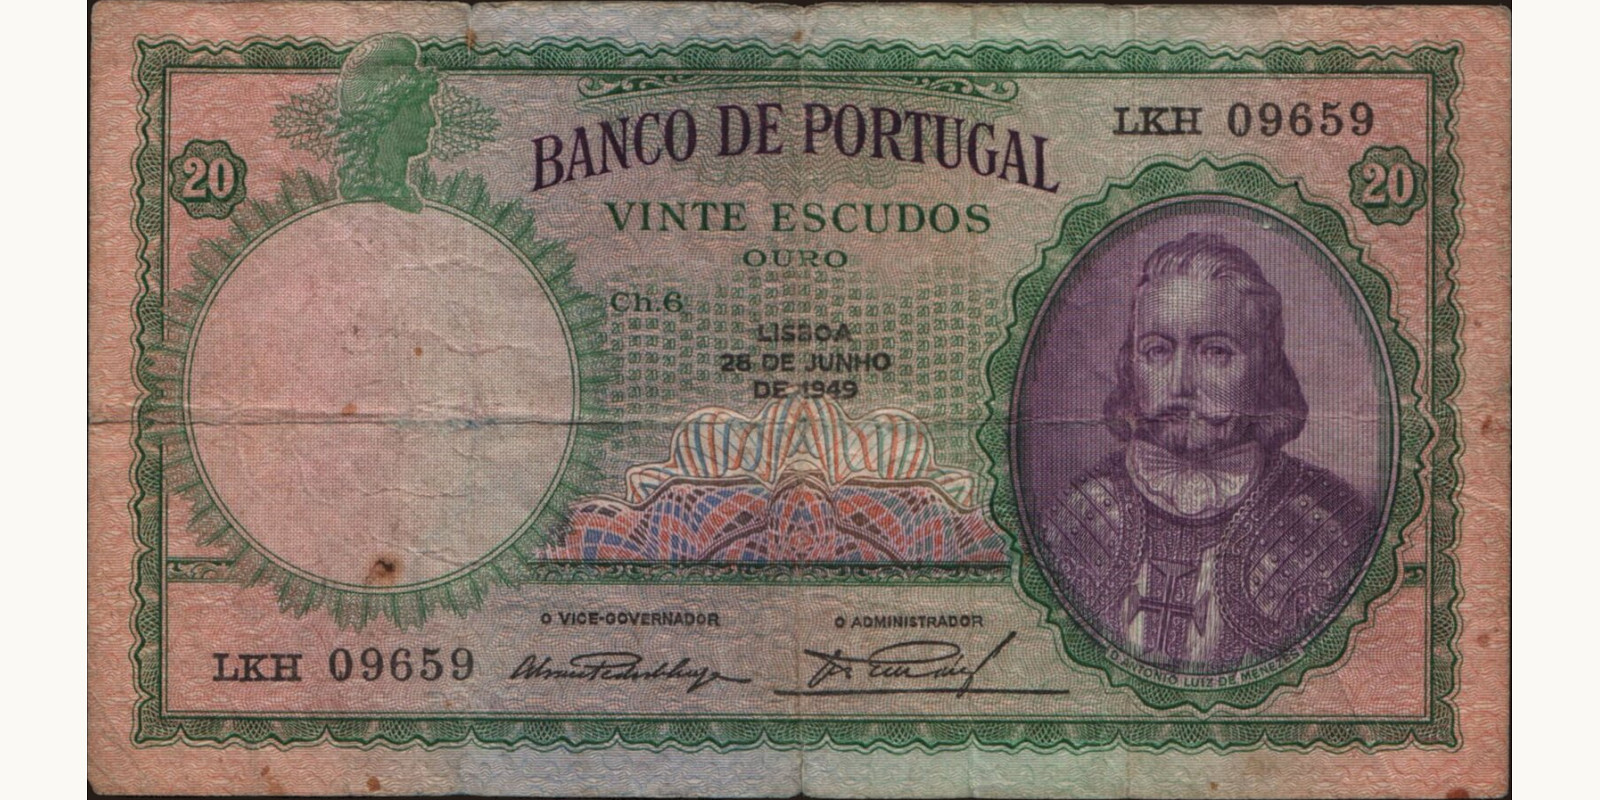 BANCO DE PORTUGAL
LKH 09659
20
20
VINTE ESCUDOS
OURO
Ch.6
LISBOA
28 DE JUNHO
DE 1949
O VICE-GOVERNADOR
O ADMINISTRADOR
LKH 09659
D. ANTONIO LUIZ DE MENEZES